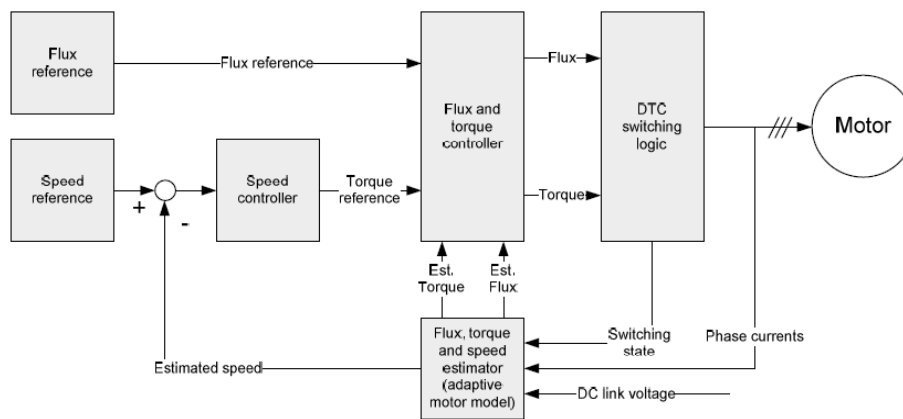 Flux
reference
Flux reference
Flux and
torque
controller
Flux
Torque
DTC
switching
logic
Motor
Speed
reference
+
-
Speed
controller
Torque
reference
Est.
Torque
Est.
Flux
Flux, torque
and speed
estimator
(adaptive
motor model)
Switching
state
Phase currents
Estimated speed
DC link voltage